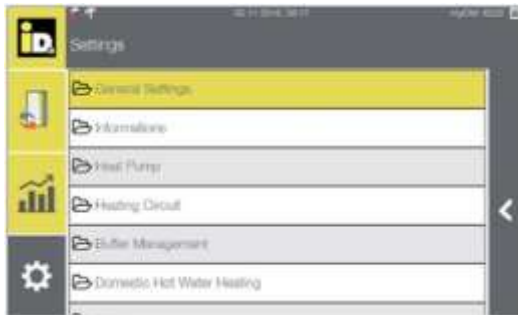 iD.
Settings
General Settings
Informations
Heat Pump
Heating Circuit
Buffer Management
Domestic Hot Water Heating